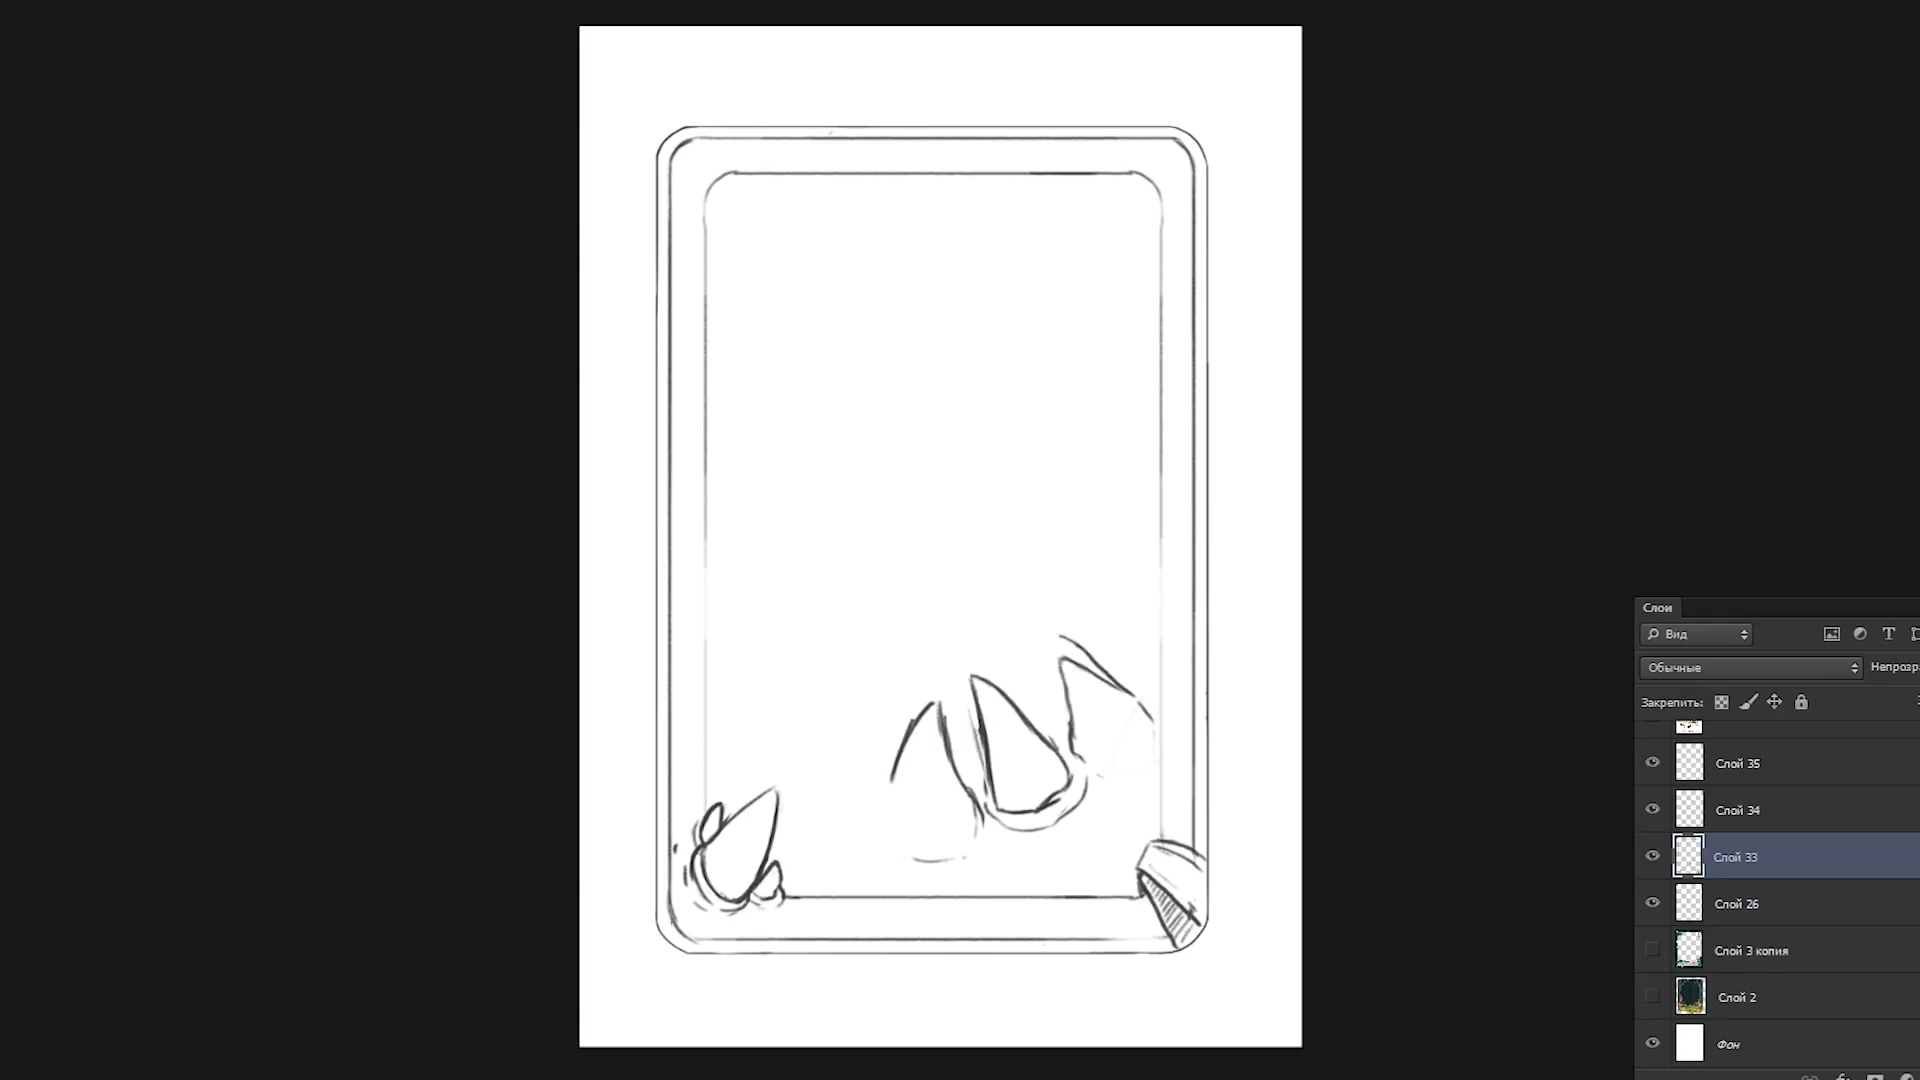 Слои
Вид
Обычные
Непрозр
Закрепить:
Слой 35
Слой 34
Слой 33
Слой 26
Слой 3 копия
Слой 2
Фон